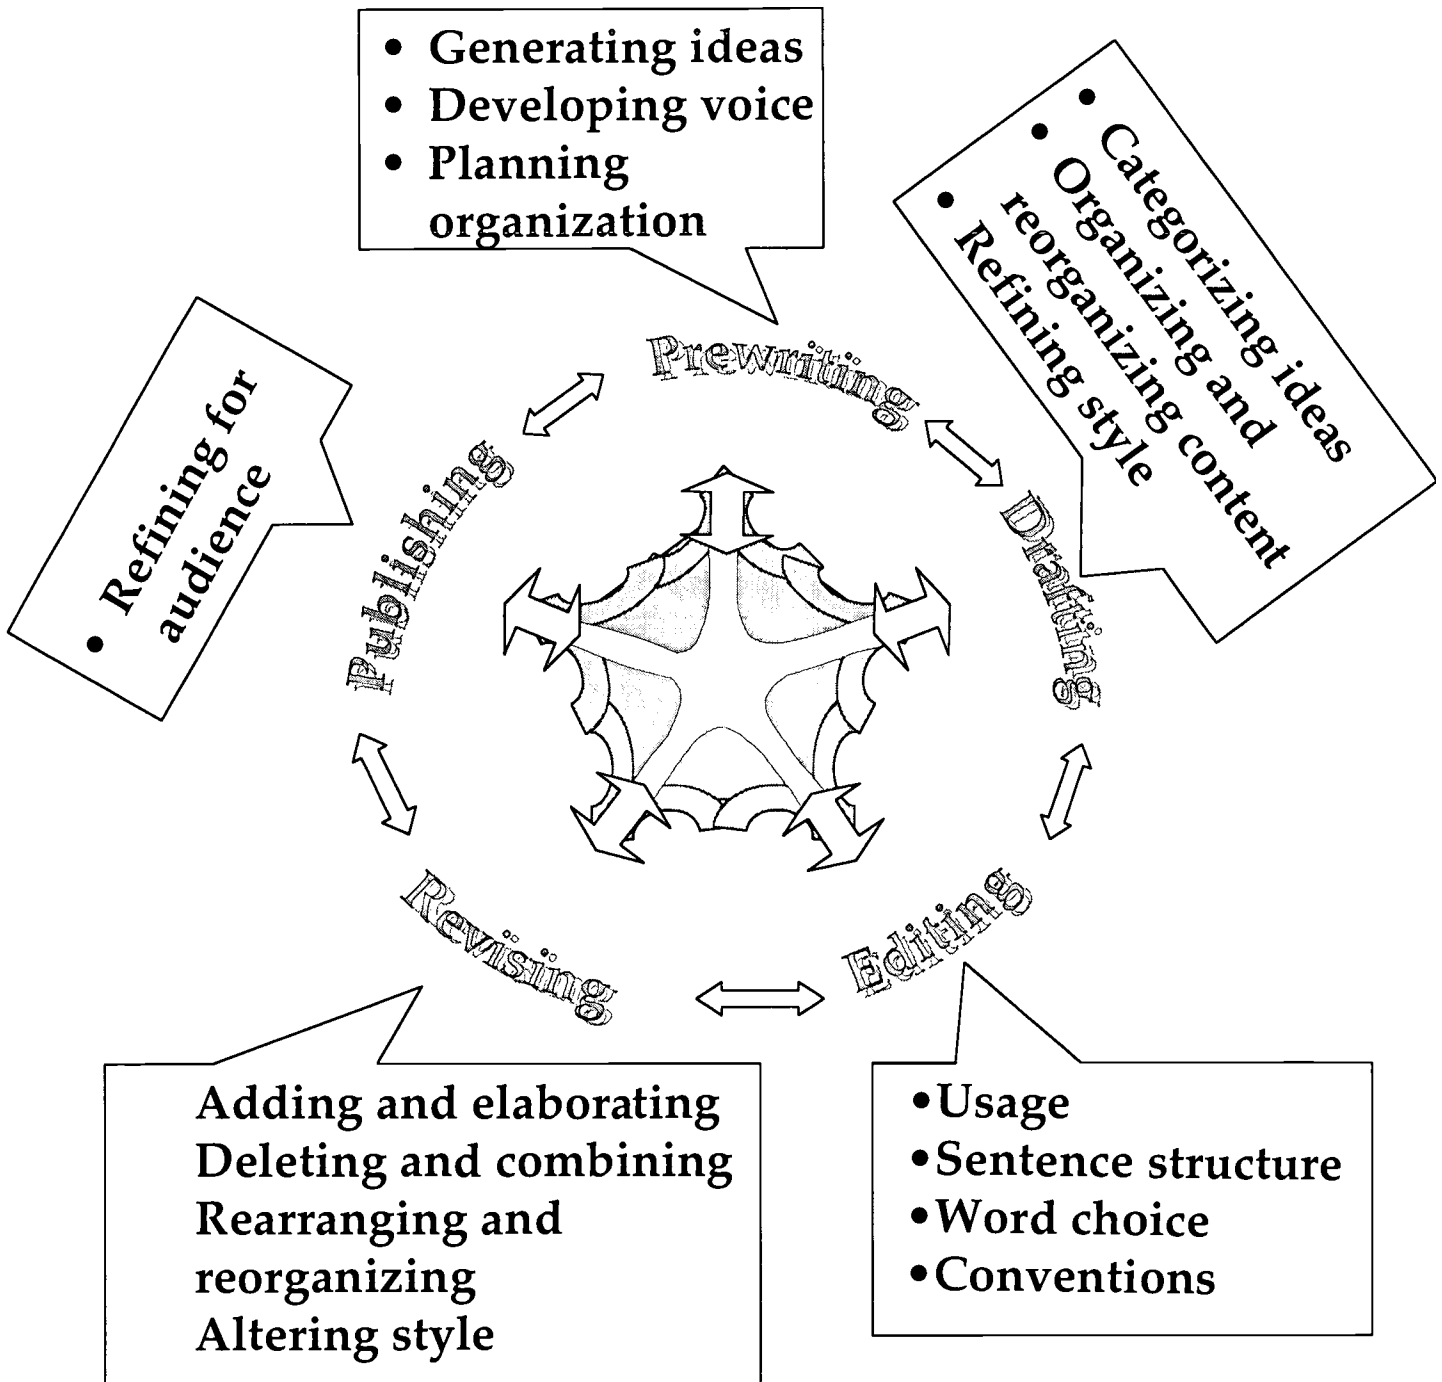 • Generating ideas
• Developing voice
• Planning
organization
• Categorizing ideas
• Organizing and
reorganizing content
• Refining style
• Refining for
audience
Prewriting
Drafting
Publishing
Revising
Editing
Adding and elaborating
Deleting and combining
Rearranging and
reorganizing
Altering style
•Usage
•Sentence structure
•Word choice
•Conventions